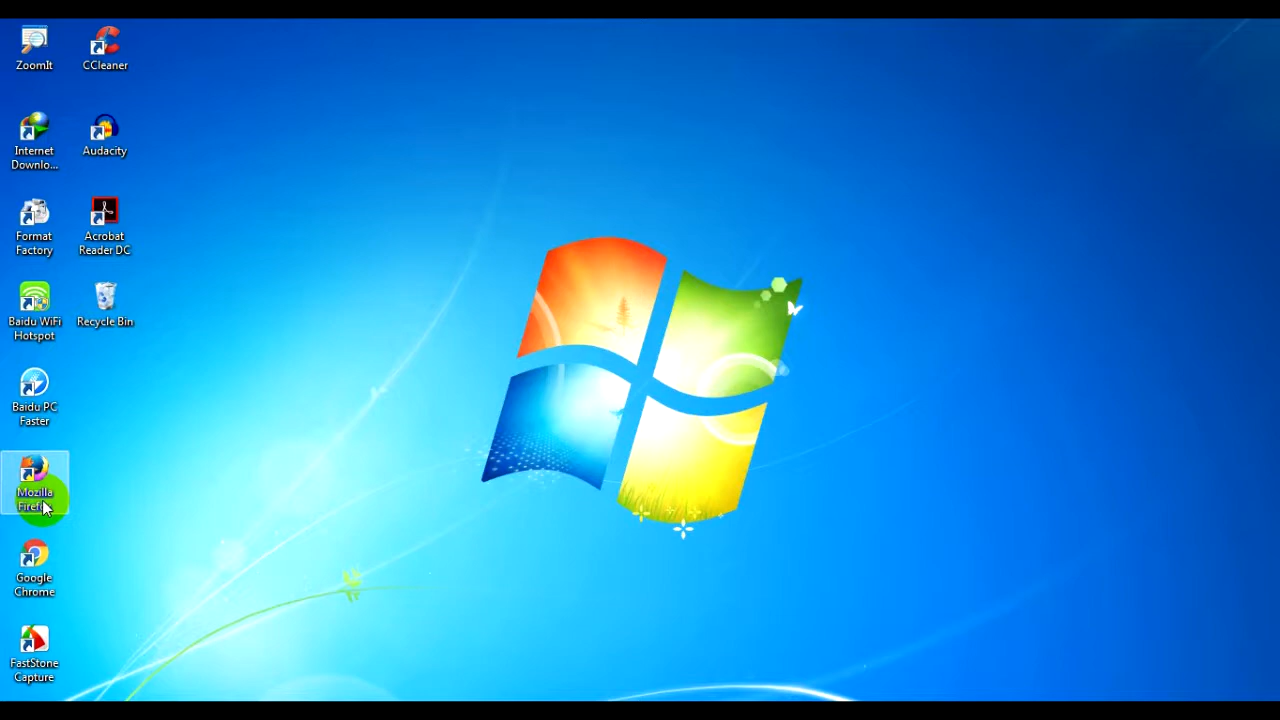 ZoomIt
CCleaner
Internet
Downlo...
Audacity
Format
Factory
Acrobat
Reader DC
Baidu WiFi
Hotspot
Recycle Bin
Baidu PC
Faster
Mozilla
Google
Chrome
FastStone
Capture